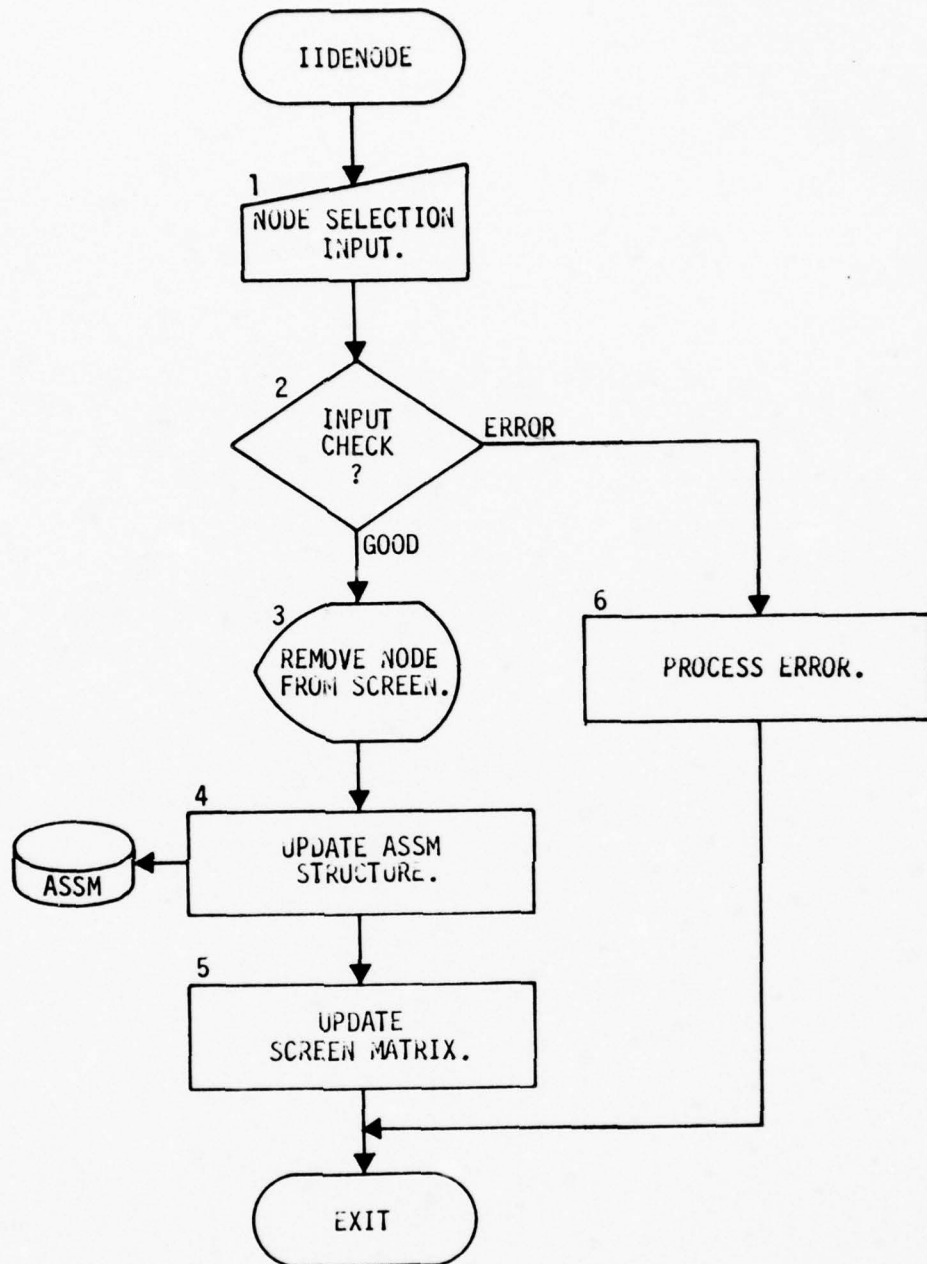 IIDENODE
1
NODE SELECTION
INPUT.
2
INPUT
CHECK
?
ERROR
GOOD
3
REMOVE NODE
FROM SCREEN.
6
PROCESS ERROR.
4
UPDATE ASSM
STRUCTURE.
ASSM
5
UPDATE
SCREEN MATRIX.
EXIT